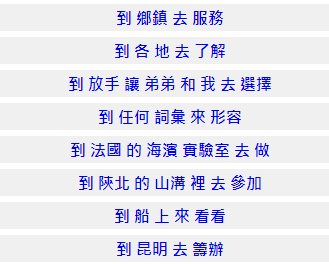 到 鄉鎮 去 服務
到 各 地 去 了解
到 放手 讓 弟弟 和 我 去 選擇
到 任何 詞彙 來 形容
到 法國 的 海濱 實驗室 去 做
到 陝北 的 山溝 裡 去 參加
到 船 上 來 看看
到 昆明 去 籌辦